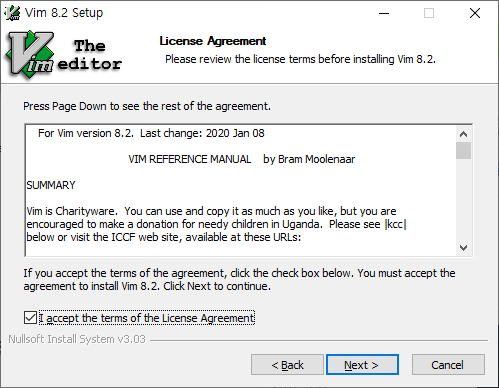 Vim 8.2 Setup
The
Vim editor
License Agreement
Please review the license terms before installing Vim 8.2.
Press Page Down to see the rest of the agreement.
For Vim version 8.2. Last change: 2020 Jan 08
VIM REFERENCE MANUAL by Bram Moolenaar
SUMMARY
Vim is Charityware. You can use and copy it as much as you like, but you are
encouraged to make a donation for needy children in Uganda. Please see |kcc|
below or visit the ICCF web site, available at these URLs:
If you accept the terms of the agreement, click the check box below. You must accept the
agreement to install Vim 8.2. Click Next to continue.
I accept the terms of the License Agreement
Nullsoft Install System v3.03
< Back
Next >
Cancel